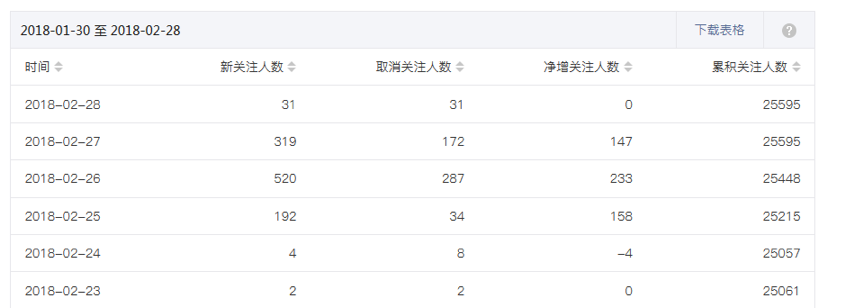 2018-01-30 至 2018-02-28 下载表格 ?
时间 新关注人数 取消关注人数 净增关注人数 累积关注人数
2018-02-28 31 31 0 25595
2018-02-27 319 172 147 25595
2018-02-26 520 287 233 25448
2018-02-25 192 34 158 25215
2018-02-24 4 8 -4 25057
2018-02-23 2 2 0 25061